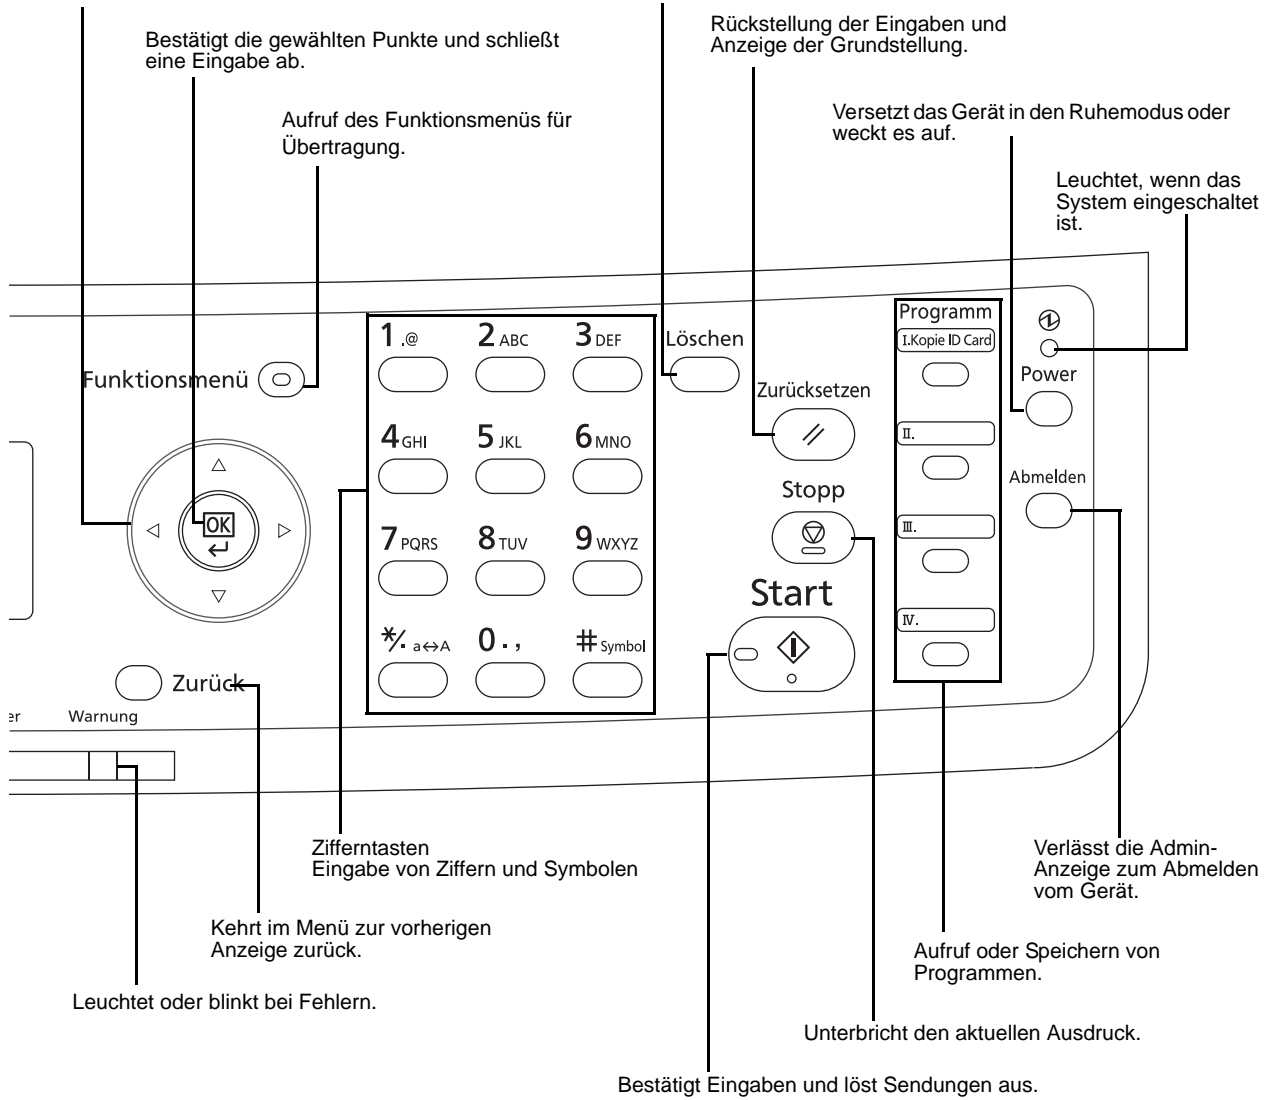 Bestätigt die gewählten Punkte und schließt
eine Eingabe ab.
Rückstellung der Eingaben und
Anzeige der Grundstellung.
Aufruf des Funktionsmenüs für
Übertragung.
Versetzt das Gerät in den Ruhemodus oder
weckt es auf.
Leuchtet, wenn das
System eingeschaltet
ist.
Funktionsmenü
OK
Zurück
er
Warnung
1 .@
2 ABC
3 DEF
4 GHI
5 JKL
6 MNO
7 PQRS
8 TUV
9 WXYZ
*/. a↔A
0 . ,
# Symbol
Löschen
Zurücksetzen
Stopp
Start
Programm
I.Kopie ID Card
II.
III.
IV.
Power
Abmelden
Zifferntasten
Eingabe von Ziffern und Symbolen
Verlässt die Admin-
Anzeige zum Abmelden
vom Gerät.
Kehrt im Menü zur vorherigen
Anzeige zurück.
Aufruf oder Speichern von
Programmen.
Leuchtet oder blinkt bei Fehlern.
Unterbricht den aktuellen Ausdruck.
Bestätigt Eingaben und löst Sendungen aus.